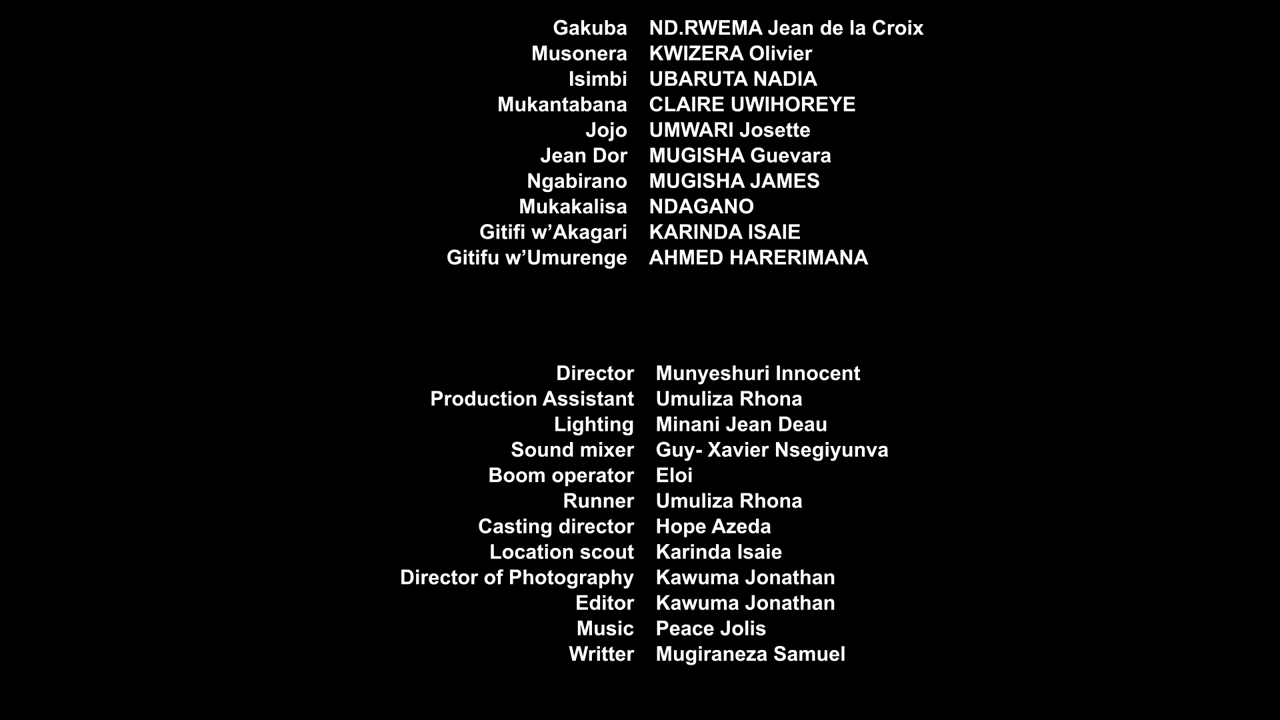 Gakuba ND.RWEMA Jean de la Croix
Musonera KWIZERA Olivier
Isimbi UBARUTA NADIA
Mukantabana CLAIRE UWIHOREYE
Jojo UMWARI Josette
Jean Dor MUGISHA Guevara
Ngabirano MUGISHA JAMES
Mukakalisa NDAGANO
Gitifi w’Akagari KARINDA ISAIE
Gitifu w’Umurenge AHMED HARERIMANA
Director Munyeshuri Innocent
Production Assistant Umuliza Rhona
Lighting Minani Jean Deau
Sound mixer Guy- Xavier Nsegiyunva
Boom operator Eloi
Runner Umuliza Rhona
Casting director Hope Azeda
Location scout Karinda Isaie
Director of Photography Kawuma Jonathan
Editor Kawuma Jonathan
Music Peace Jolis
Writter Mugiraneza Samuel